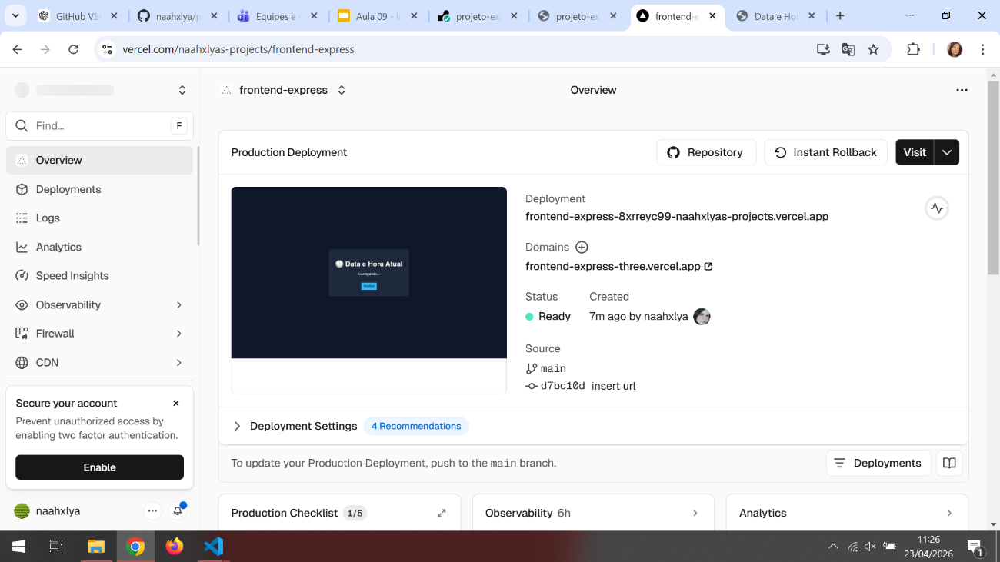 GitHub VS
naahxlya/p
Equipes e
Aula 09 - I
projeto-ex
projeto-ex
frontend-e
Data e Ho
vercel.com/naahxlyas-projects/frontend-express
frontend-express
Overview
Find...
F
Overview
Deployments
Logs
Analytics
Speed Insights
Observability
Firewall
CDN
Secure your account
Prevent unauthorized access by
enabling two factor authentication.
Enable
naahxlya
Production Deployment
Repository
Instant Rollback
Visit
Data e Hora Atual
Carregando...
Deployment
frontend-express-8xrreyc99-naahxlyas-projects.vercel.app
Domains
frontend-express-three.vercel.app
Status
Created
Ready
7m ago by naahxlya
Source
main
d7bc10d insert url
Deployment Settings
4 Recommendations
To update your Production Deployment, push to the main branch.
Deployments
Production Checklist
1/5
Observability 6h
Analytics
11:26
23/04/2026
1